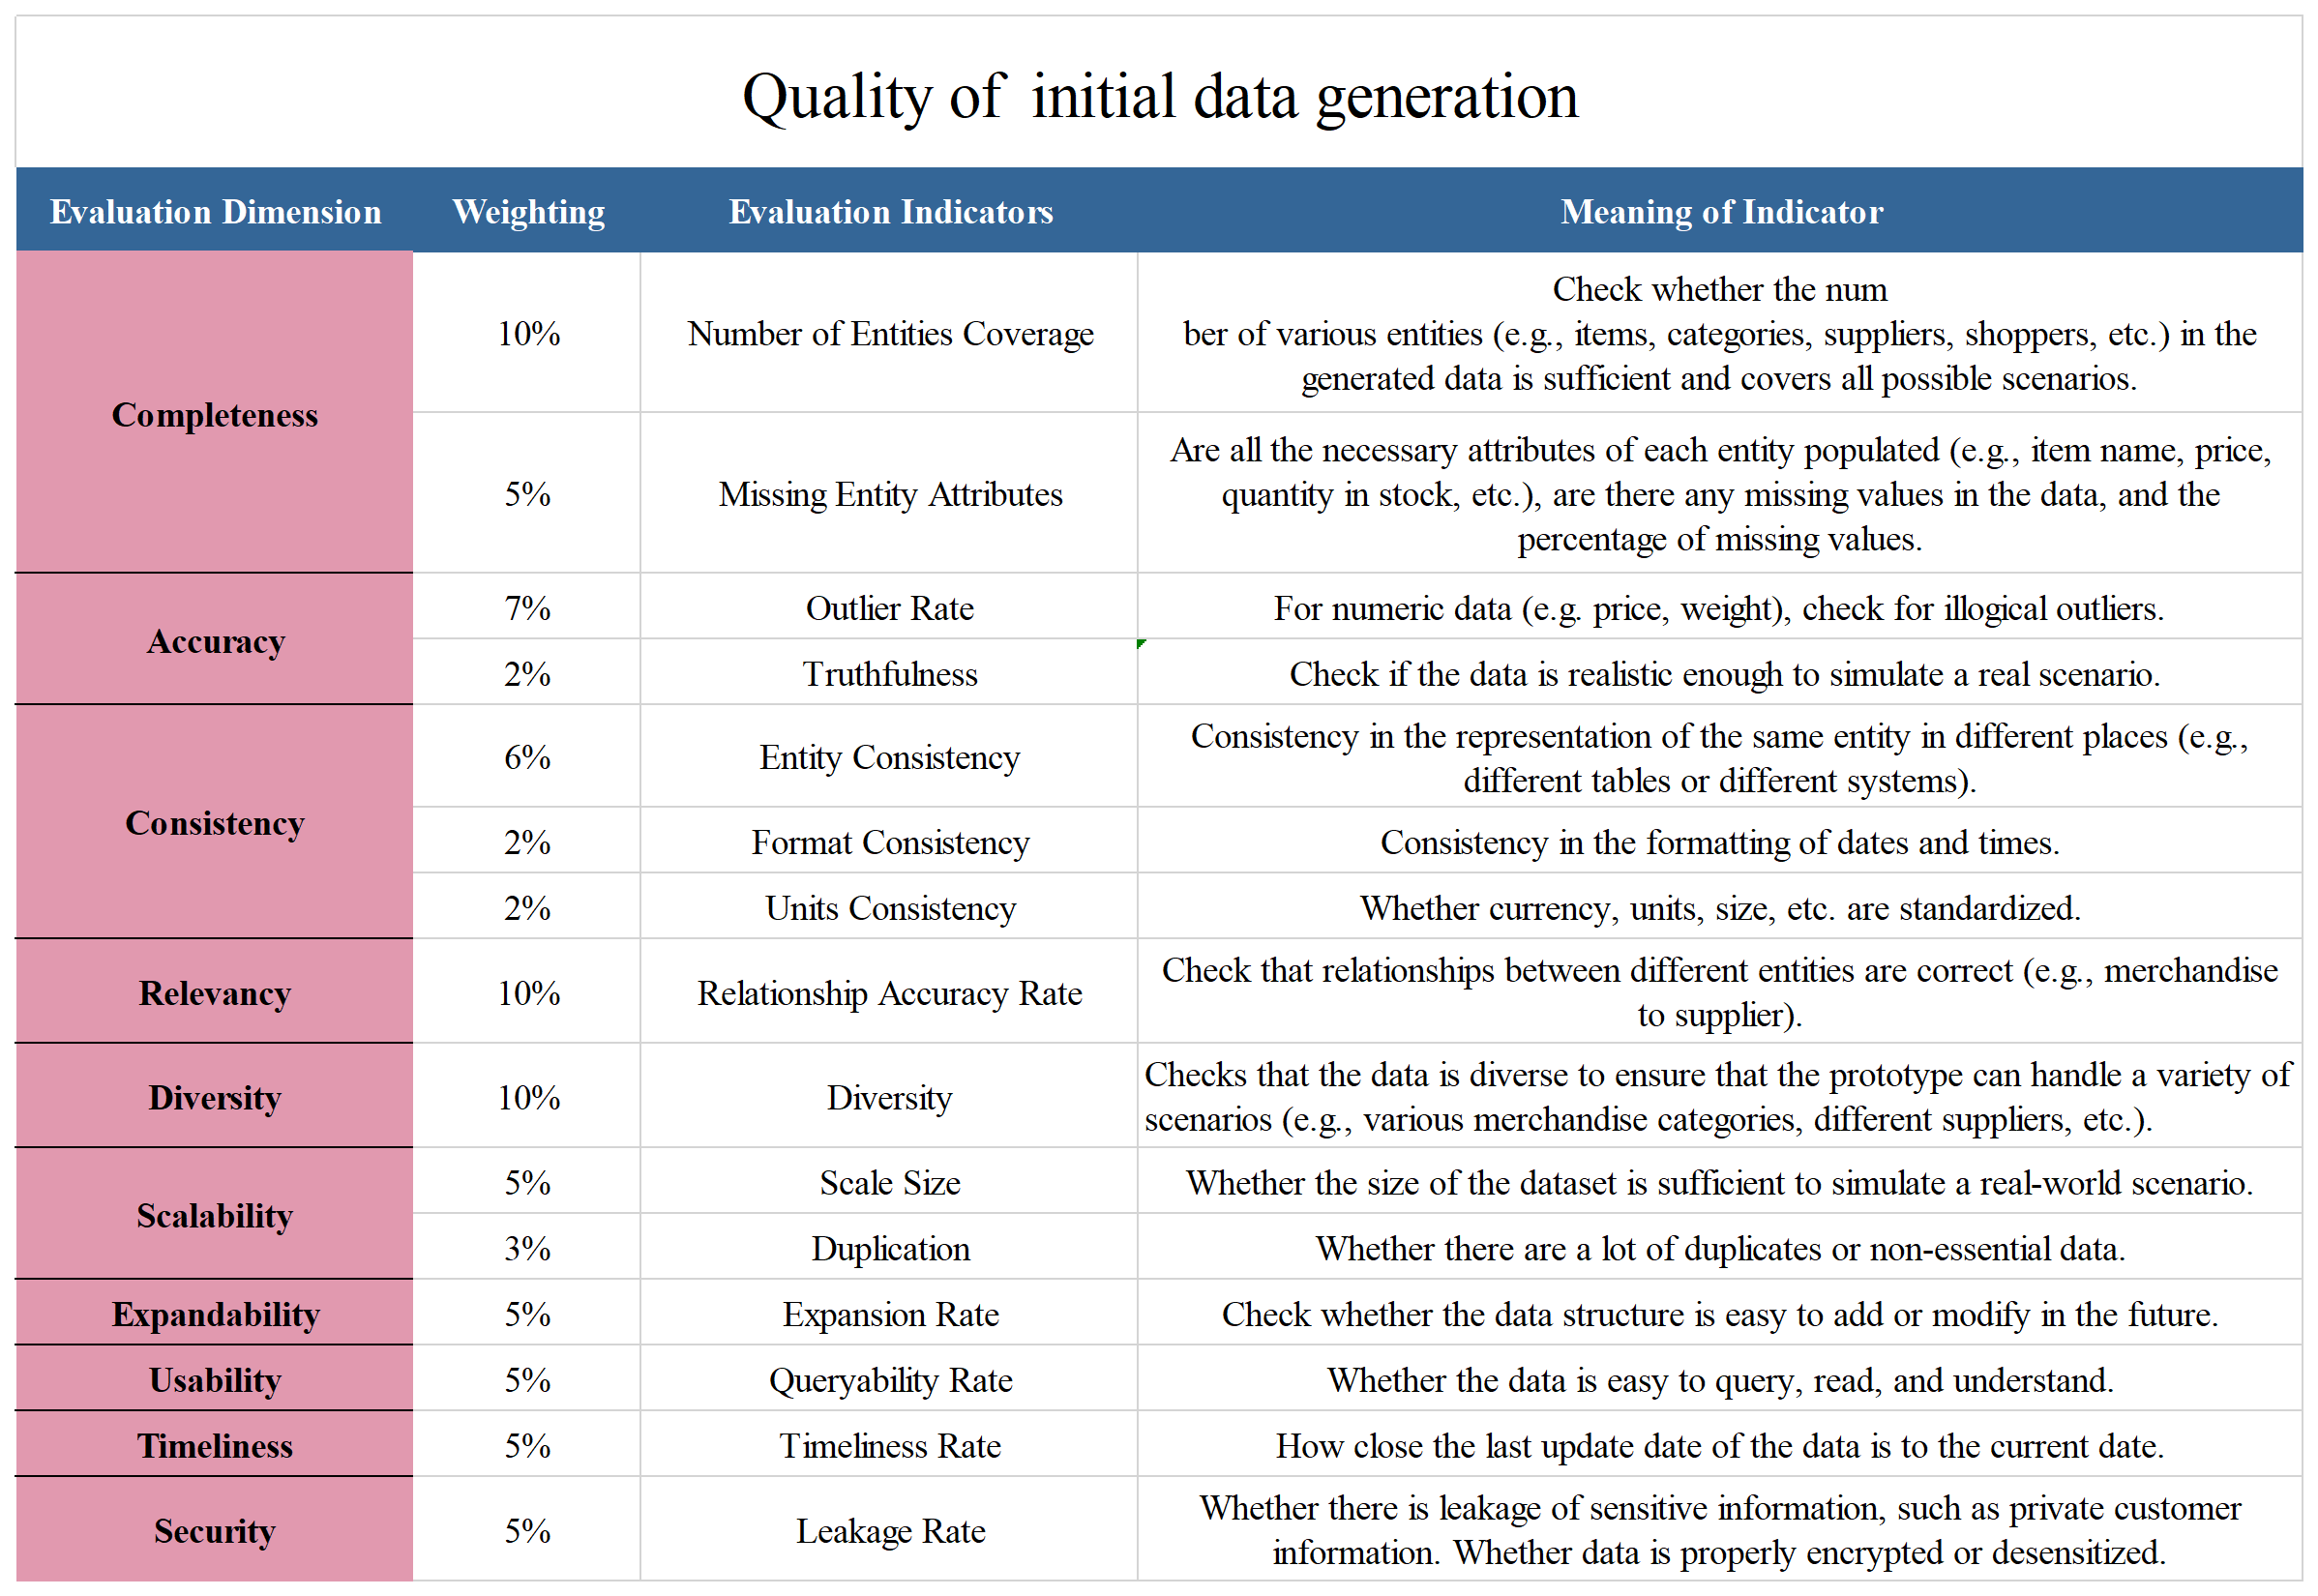 Quality of initial data generation
Evaluation Dimension Weighting Evaluation Indicators Meaning of Indicator
Completeness
10% Number of Entities Coverage
Check whether the num
ber of various entities (e.g., items, categories, suppliers, shoppers, etc.) in the
generated data is sufficient and covers all possible scenarios.
5% Missing Entity Attributes
Are all the necessary attributes of each entity populated (e.g., item name, price,
quantity in stock, etc.), are there any missing values in the data, and the
percentage of missing values.
Accuracy
7% Outlier Rate For numeric data (e.g. price, weight), check for illogical outliers.
2% Truthfulness Check if the data is realistic enough to simulate a real scenario.
Consistency
6% Entity Consistency
Consistency in the representation of the same entity in different places (e.g.,
different tables or different systems).
2% Format Consistency Consistency in the formatting of dates and times.
2% Units Consistency Whether currency, units, size, etc. are standardized.
Relevancy 10% Relationship Accuracy Rate
Check that relationships between different entities are correct (e.g., merchandise
to supplier).
Diversity 10% Diversity
Checks that the data is diverse to ensure that the prototype can handle a variety of
scenarios (e.g., various merchandise categories, different suppliers, etc.).
Scalability
5% Scale Size Whether the size of the dataset is sufficient to simulate a real-world scenario.
3% Duplication Whether there are a lot of duplicates or non-essential data.
Expandability 5% Expansion Rate Check whether the data structure is easy to add or modify in the future.
Usability 5% Queryability Rate Whether the data is easy to query, read, and understand.
Timeliness 5% Timeliness Rate How close the last update date of the data is to the current date.
Security 5% Leakage Rate
Whether there is leakage of sensitive information, such as private customer
information. Whether data is properly encrypted or desensitized.